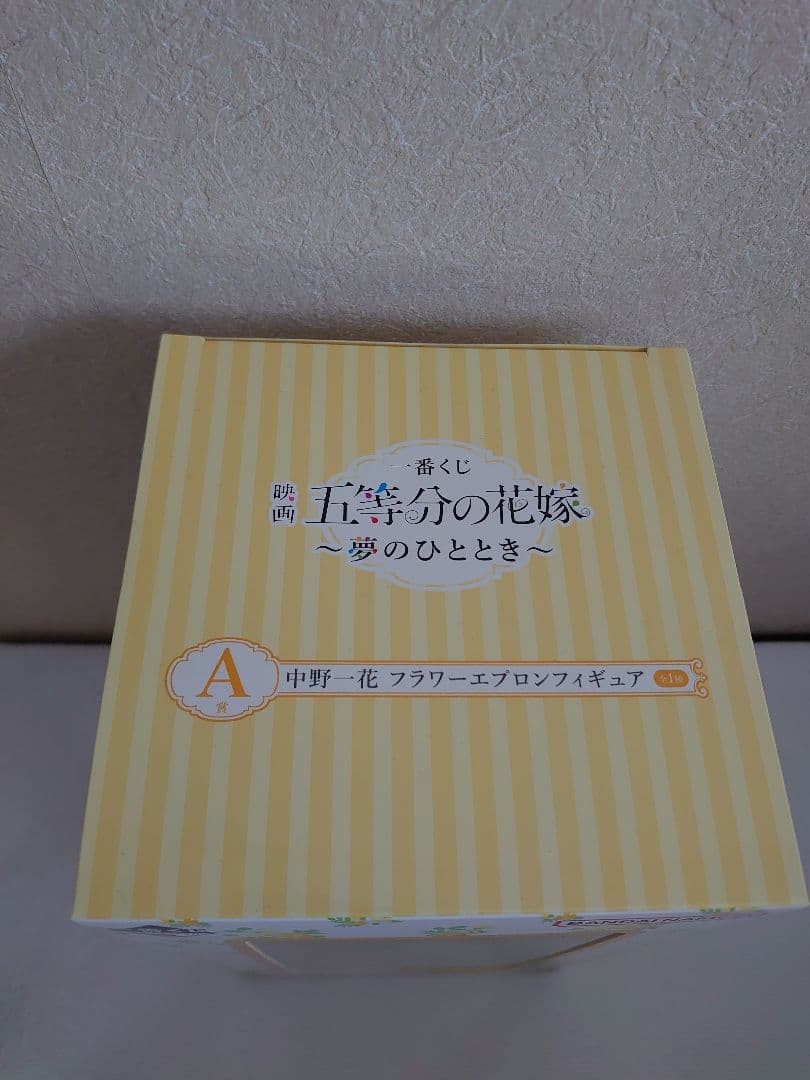 一番くじ
映画 五等分の花嫁
～夢のひととき～
A賞 中野一花 フラワーエプロンフィギュア 全1種